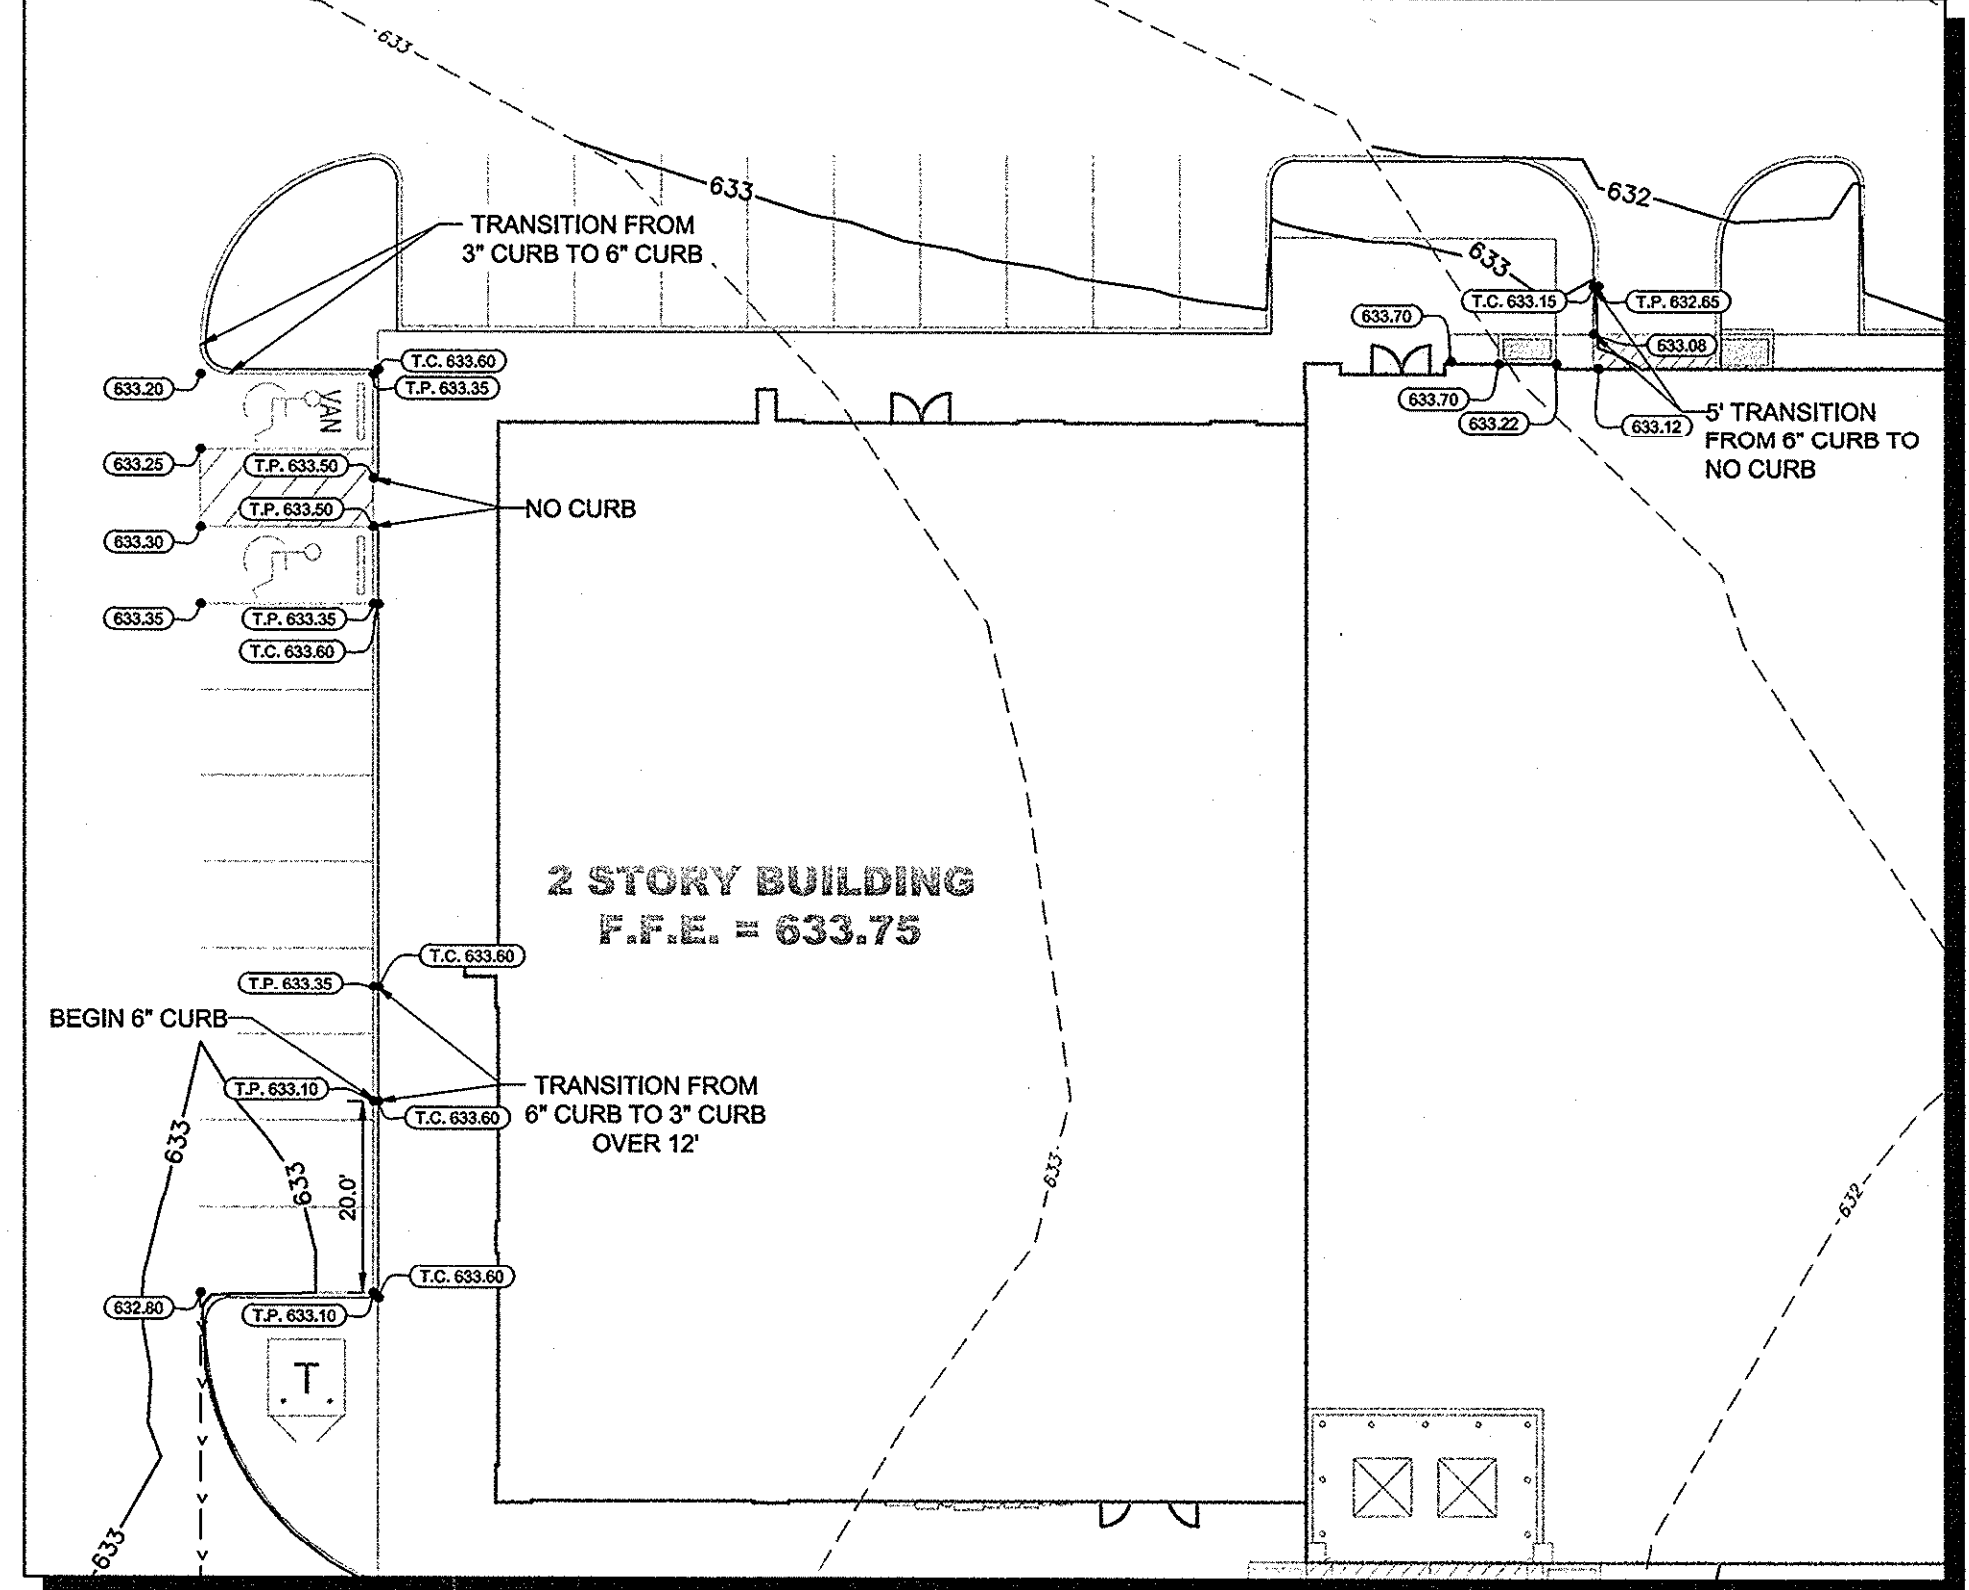 633
633
632
TRANSITION FROM
3" CURB TO 6" CURB
633
T.C. 633.15
T.P. 632.65
633.70
633.08
T.C. 633.60
633.20
T.P. 633.35
VAN
633.70
633.22
633.12
5' TRANSITION
FROM 6" CURB TO
NO CURB
633.25
T.P. 633.50
T.P. 633.50
NO CURB
633.30
633.35
T.P. 633.35
T.C. 633.60
2 STORY BUILDING
F.F.E. = 633.75
T.C. 633.60
T.P. 633.35
BEGIN 6" CURB
T.P. 633.10
T.C. 633.60
TRANSITION FROM
6" CURB TO 3" CURB
OVER 12'
633
633
20.0'
633
632
T.C. 633.60
632.80
T.P. 633.10
T
633